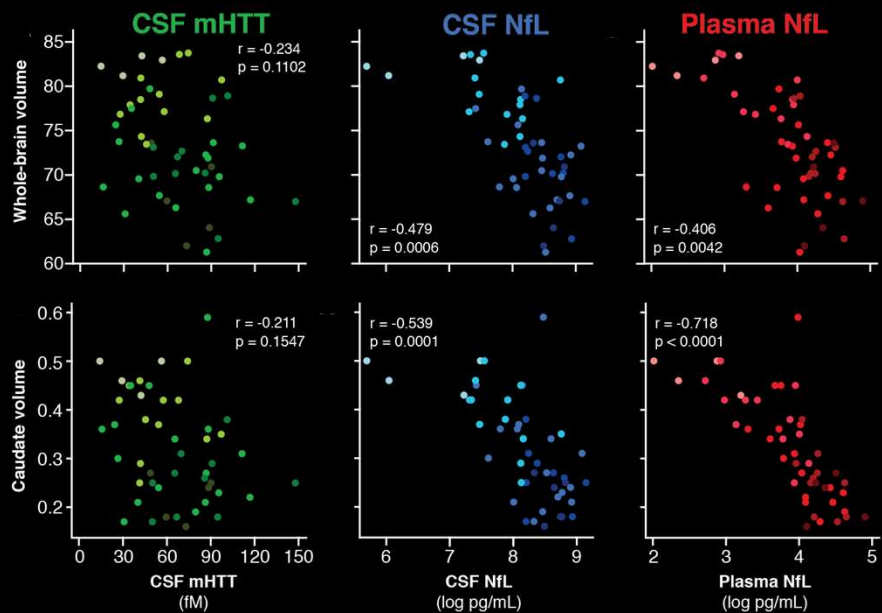 CSF mHTT
CSF NfL
Plasma NfL
Whole-brain volume
85
80
75
70
65
60
r = -0.234
p = 0.1102
r = -0.479
p = 0.0006
r = -0.406
p = 0.0042
Caudate volume
0.6
0.5
0.4
0.3
0.2
r = -0.211
p = 0.1547
r = -0.539
p = 0.0001
r = -0.718
p < 0.0001
0 30 60 90 120 150
6 7 8 9
2 3 4 5
CSF mHTT
(fM)
CSF NfL
(log pg/mL)
Plasma NfL
(log pg/mL)